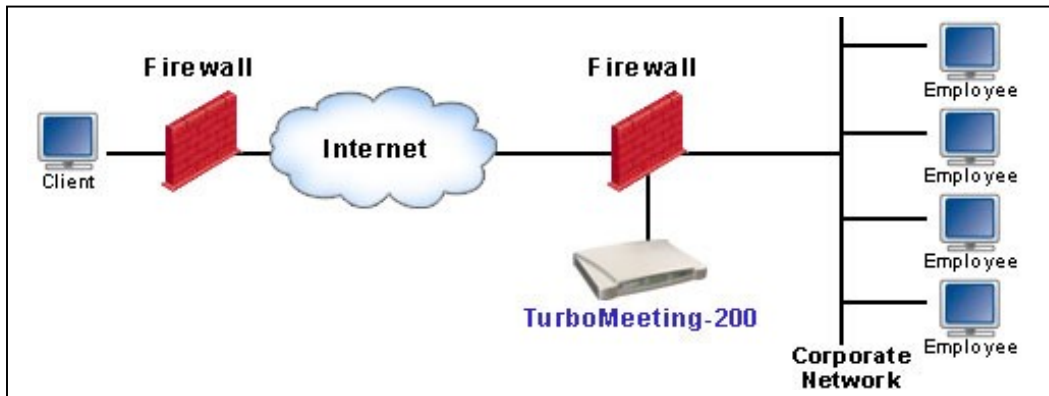 Firewall
Firewall
Internet
Client
TurboMeeting-200
Employee
Employee
Employee
Employee
Corporate
Network